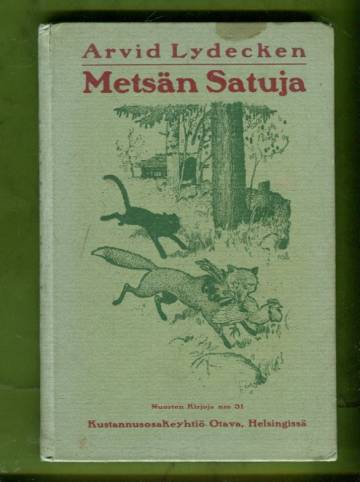 Arvid Lydecken
Metsän Satuja
Nuorten Kirjoja n:o 31
Kustannusosakeyhtiö Otava, Helsingissä